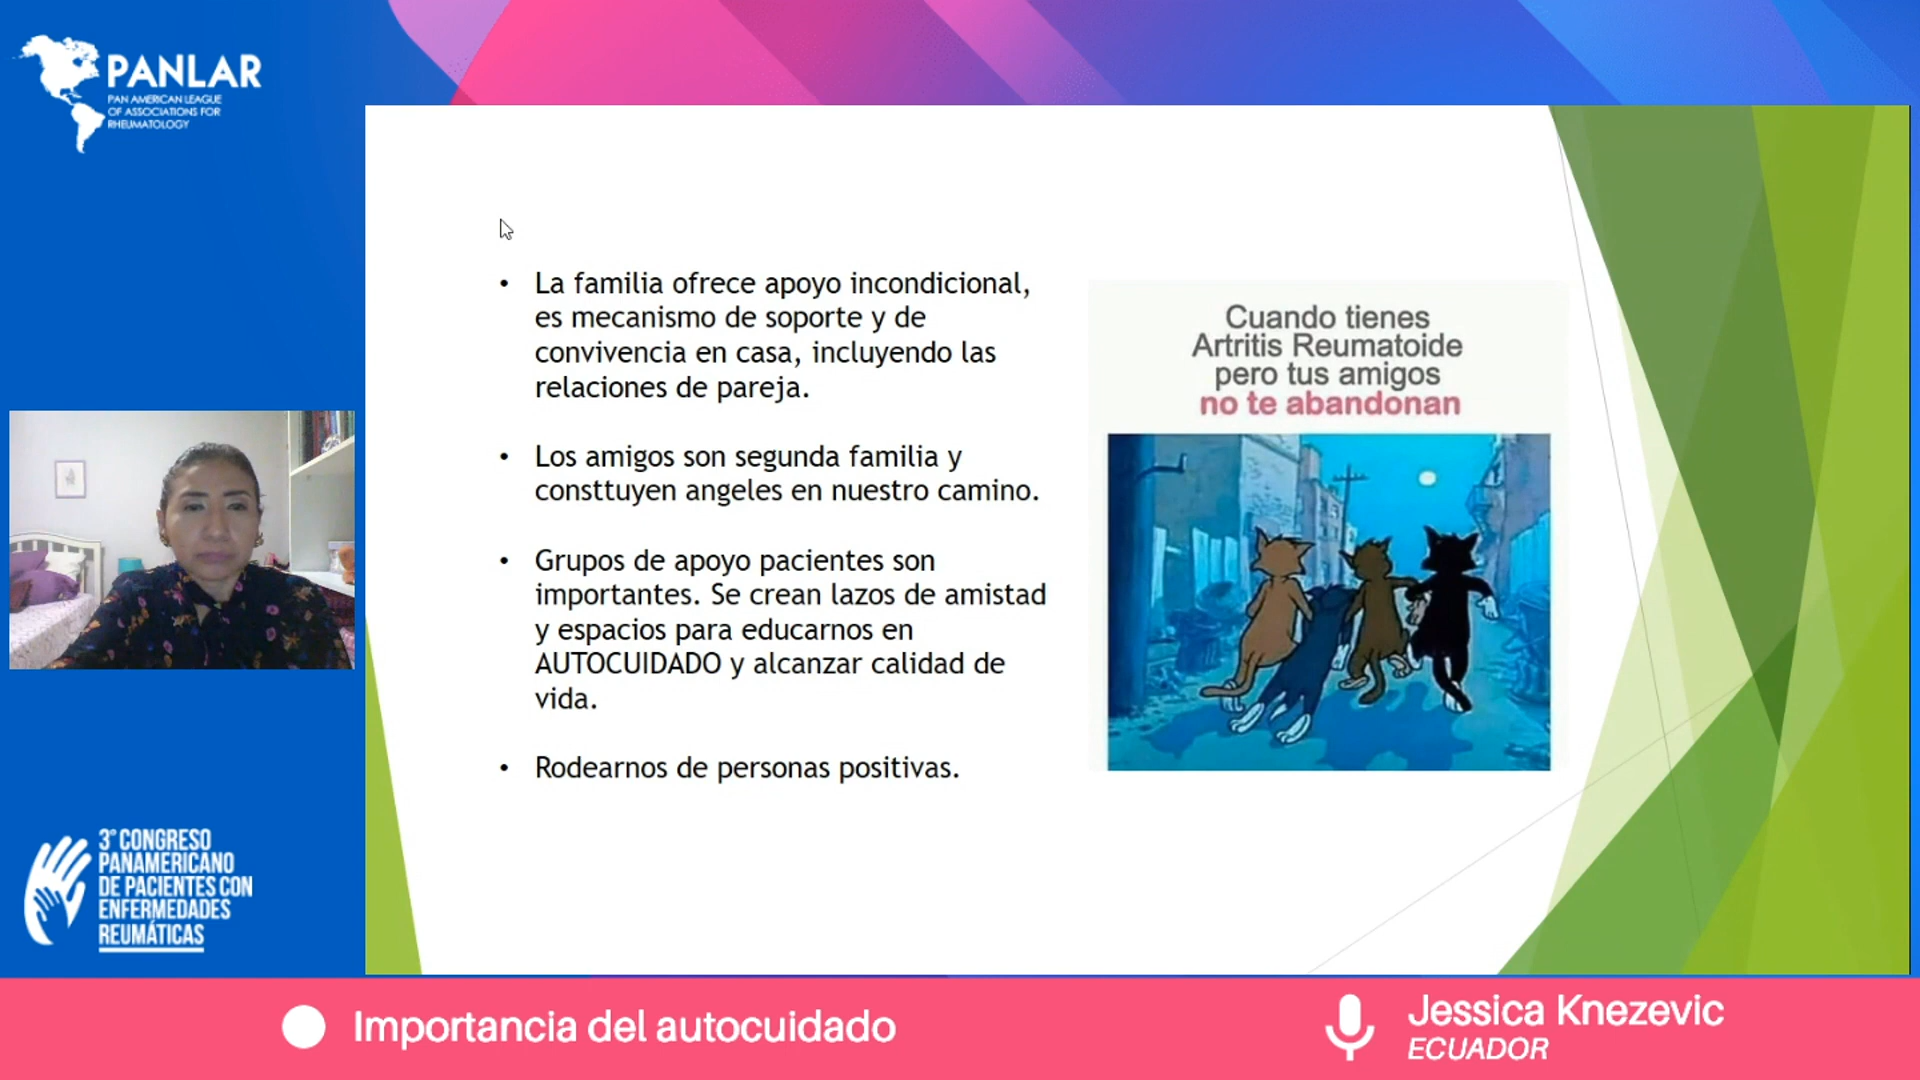 PANLAR
PAN AMERICAN LEAGUE
OF ASSOCIATIONS FOR
RHEUMATOLOGY
• La familia ofrece apoyo incondicional,
es mecanismo de soporte y de
convivencia en casa, incluyendo las
relaciones de pareja.
• Los amigos son segunda familia y
consttuyen angeles en nuestro camino.
• Grupos de apoyo pacientes son
importantes. Se crean lazos de amistad
y espacios para educarnos en
AUTOCUIDADO y alcanzar calidad de
vida.
• Rodearnos de personas positivas.
Cuando tienes
Artritis Reumatoide
pero tus amigos
no te abandonan
3° CONGRESO
PANAMERICANO
DE PACIENTES CON
ENFERMEDADES
REUMÁTICAS
Importancia del autocuidado
Jessica Knezevic
ECUADOR